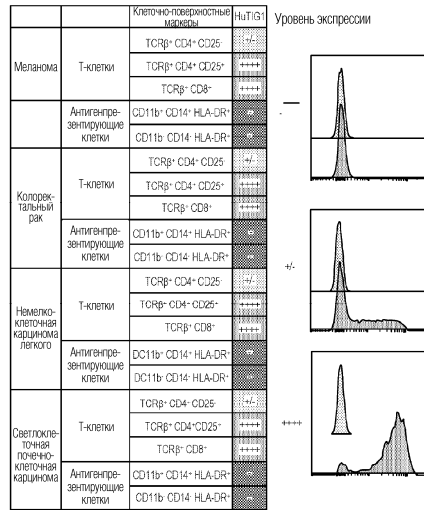 Клеточно-поверхностные маркеры HuTIG1 Уровень экспрессии
Меланома
Т-клетки
TCRβ⁺ CD4⁺ CD25⁻ +/-
TCRβ⁺ CD4⁺ CD25⁺ ++++
TCRβ⁺ CD8⁺ ++++
Антигенпре-
зентирующие
клетки
CD11b⁺ CD14⁺ HLA-DR⁺ -
CD11b⁻ CD14⁻ HLA-DR⁺ -
Колорек-
тальный
рак
Т-клетки
TCRβ⁺ CD4⁺ CD25⁻ +/-
TCRβ⁺ CD4⁺ CD25⁺ ++++
TCRβ⁺ CD8⁺ ++++
Антигенпре-
зентирующие
клетки
CD11b⁺ CD14⁺ HLA-DR⁺ -
CD11b⁻ CD14⁻ HLA-DR⁺ -
Немелко-
клеточная
карцинома
легкого
Т-клетки
TCRβ⁺ CD4⁺ CD25⁻ +/-
TCRβ⁺ CD4⁺ CD25⁺ ++++
TCRβ⁺ CD8⁺ ++++
Антигенпре-
зентирующие
клетки
DC11b⁺ CD14⁺ HLA-DR⁺ -
DC11b⁻ CD14⁻ HLA-DR⁺ -
Светлокле-
точная
почечно-
клеточная
карцинома
Т-клетки
TCRβ⁺ CD4⁺ CD25⁻ +/-
TCRβ⁺ CD4⁺CD25⁺ ++++
TCRβ⁺ CD8⁺ ++++
Антигенпре-
зентирующие
клетки
CD11b⁺ CD14⁺ HLA-DR⁺ -
CD11b⁻ CD14⁻ HLA-DR⁺ -
-
+/-
++++